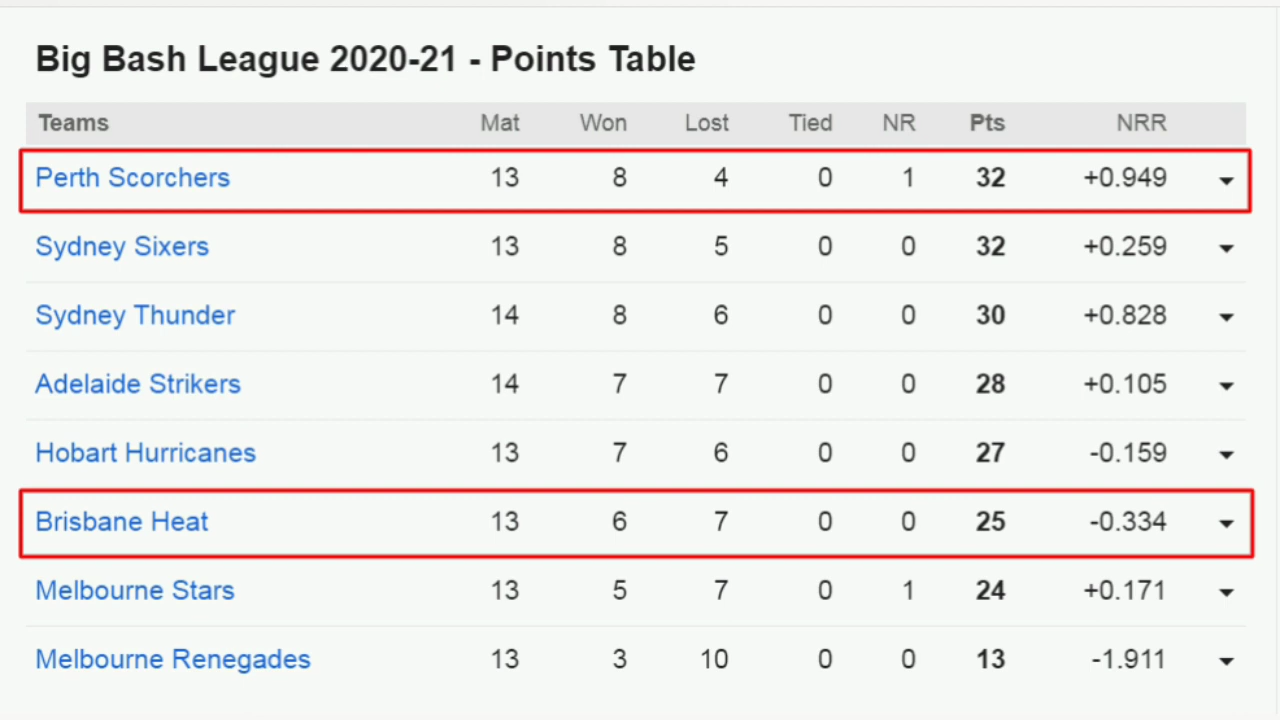 Big Bash League 2020-21 - Points Table
Teams Mat Won Lost Tied NR Pts NRR
Perth Scorchers 13 8 4 0 1 32 +0.949
Sydney Sixers 13 8 5 0 0 32 +0.259
Sydney Thunder 14 8 6 0 0 30 +0.828
Adelaide Strikers 14 7 7 0 0 28 +0.105
Hobart Hurricanes 13 7 6 0 0 27 -0.159
Brisbane Heat 13 6 7 0 0 25 -0.334
Melbourne Stars 13 5 7 0 1 24 +0.171
Melbourne Renegades 13 3 10 0 0 13 -1.911